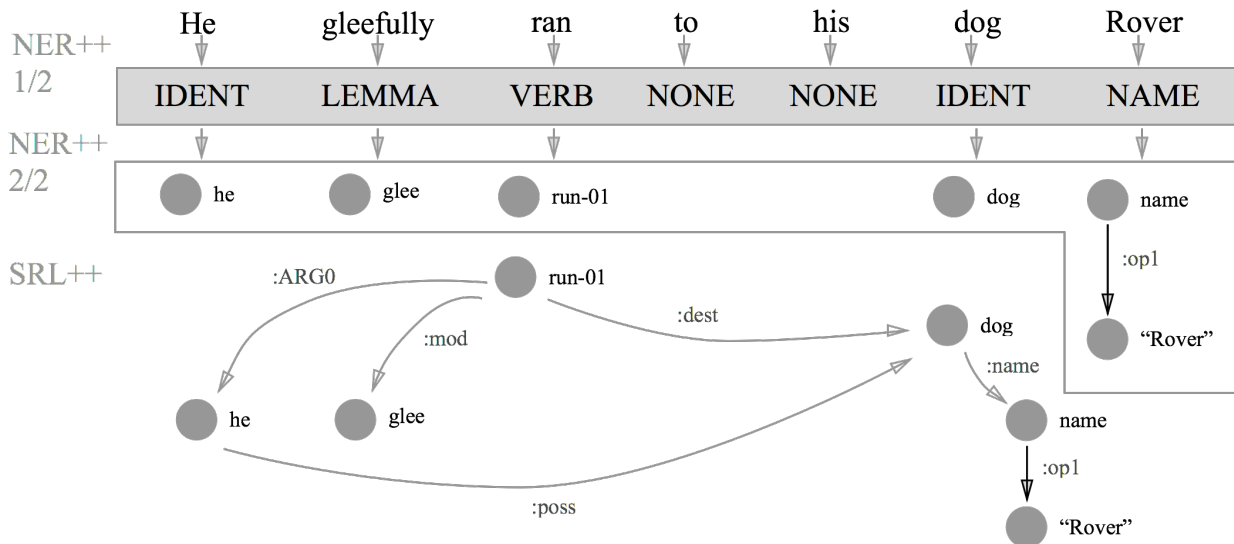 He gleefully ran to his dog Rover
NER++
1/2
IDENT LEMMA VERB NONE NONE IDENT NAME
NER++
2/2
he glee run-01 dog name
:op1
“Rover”
SRL++
:ARG0 run-01
:mod :dest dog
:name
he glee name
:op1
:poss
“Rover”